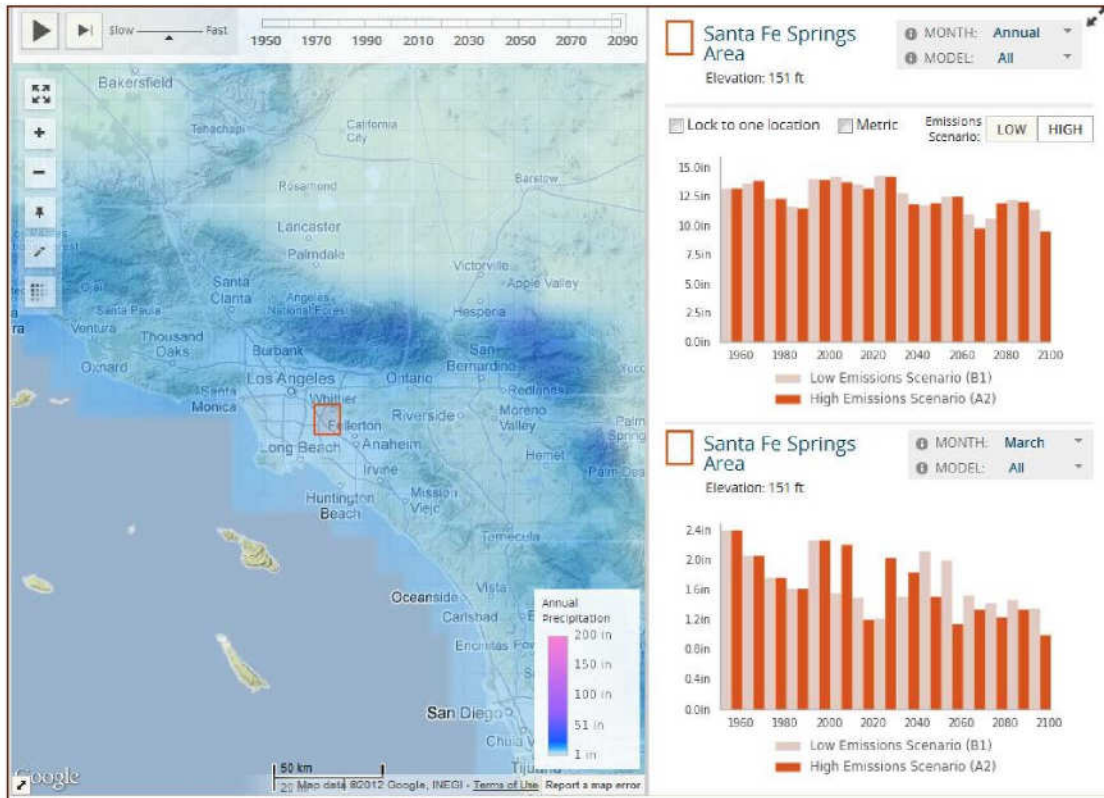 Slow
Fast
1950 1970 1990 2010 2030 2050 2070 2090
Bakersfield
Tehachapi
California
City
Rosamond
Barstow
Lancaster
Palmdale
Victorville
Apple Valley
Santa
Clarita
Ojai
Santa Paula
Angeles
National Fores
Hesperia
Ventura
Thousand
Oaks
Burbank
San
Bernardino
Oxnard
Los Angeles
Ontario
Redlands
Santa
Monica
Whittier
Riverside
Moreno
Valley
Palm
Spring
Fullerton
Anaheim
Long Beach
Hemet
Palm Des
Irvine
Huntington
Beach
Mission
Viejo
Temecula
Vista
Oceanside
Carlsbad
Encinitas
San Diego
Chula V
Tijuana
Annual
Precipitation
200 in
150 in
100 in
51 in
1 in
50 km
20 mi
Google
Map data ©2012 Google, INEGI - Terms of Use
Report a map error
Santa Fe Springs
Area
Elevation: 151 ft
MONTH: Annual
MODEL: All
Lock to one location
Metric
Emissions
Scenario:
LOW
HIGH
15.0in
12.5in
10.0in
7.5in
5.0in
2.5in
0.0in
1960 1980 2000 2020 2040 2060 2080 2100
Low Emissions Scenario (B1)
High Emissions Scenario (A2)
Santa Fe Springs
Area
Elevation: 151 ft
MONTH: March
MODEL: All
2.4in
2.0in
1.6in
1.2in
0.8in
0.4in
0.0in
1960 1980 2000 2020 2040 2060 2080 2100
Low Emissions Scenario (B1)
High Emissions Scenario (A2)